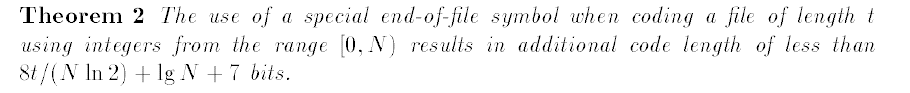 Theorem 2 The use of a special end-of-file symbol when coding a file of length t
using integers from the range [0, N) results in additional code length of less than
8t/(N ln 2) + lg N + 7 bits.